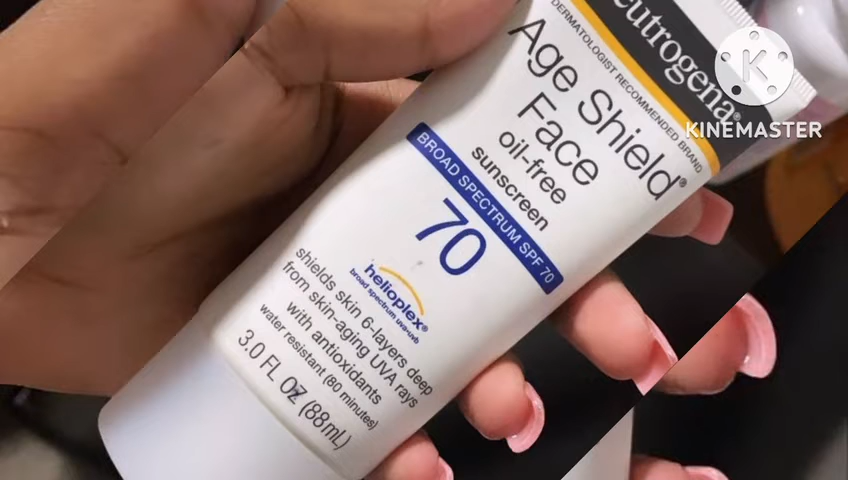 Neutrogena®
DERMATOLOGIST RECOMMENDED BRAND
Age Shield®
Face
oil-free
sunscreen
BROAD SPECTRUM SPF 70
70
helioplex®
broad spectrum uva•uvb
shields skin 6-layers deep
from skin-aging UVA rays
with antioxidants
water resistant (80 minutes)
3.0 FL OZ (88mL)
K
KINEMASTER